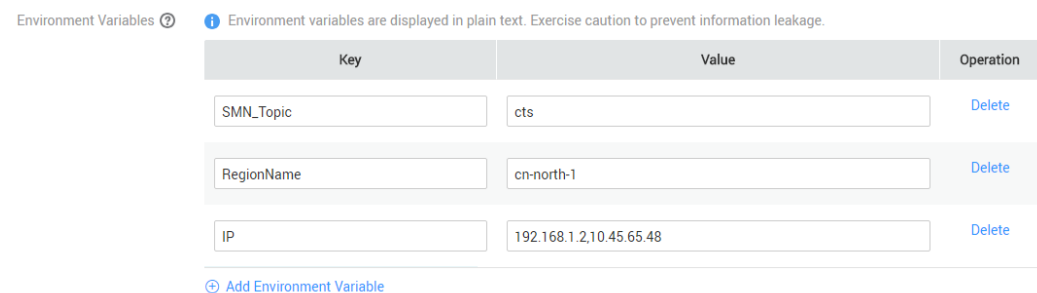 Environment Variables ? i Environment variables are displayed in plain text. Exercise caution to prevent information leakage.
Key Value Operation
SMN_Topic cts Delete
RegionName cn-north-1 Delete
IP 192.168.1.2,10.45.65.48 Delete
Add Environment Variable